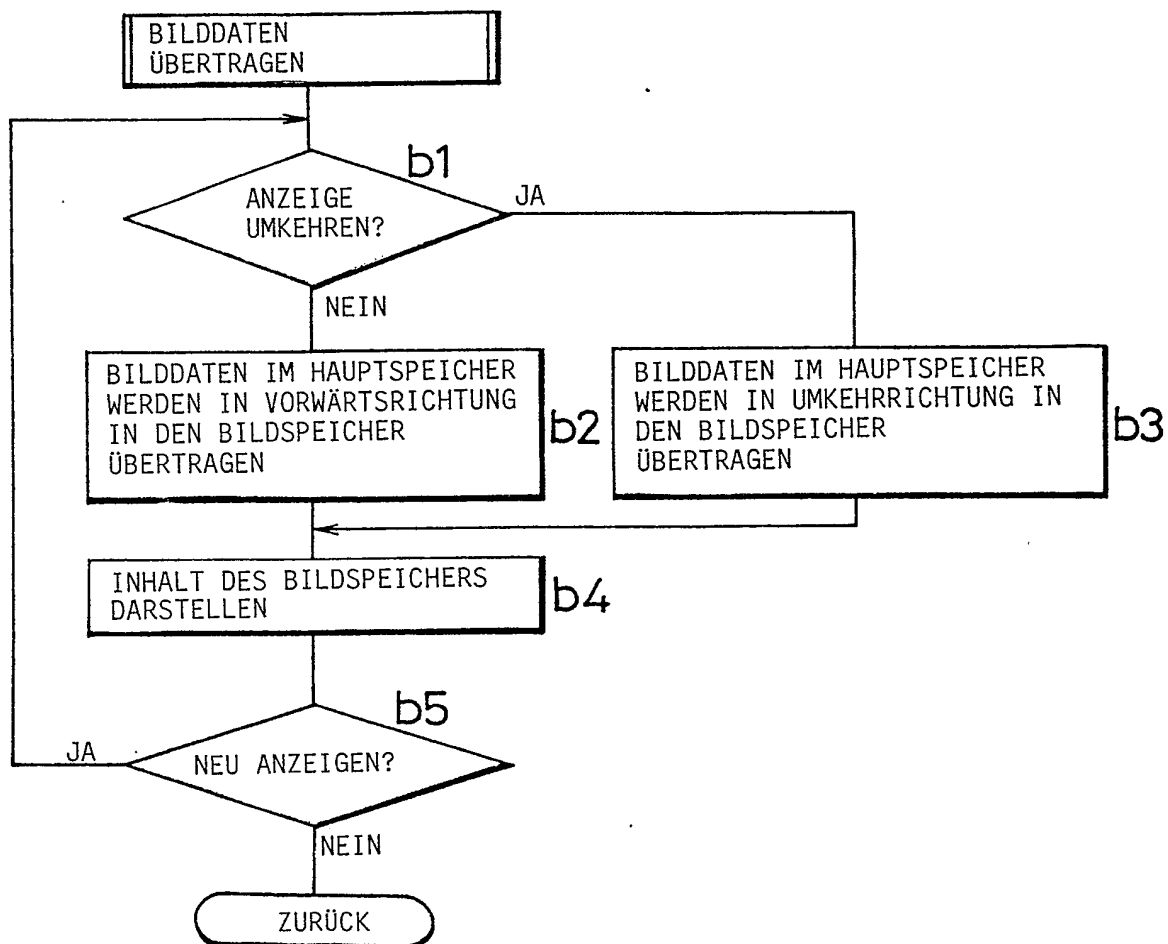 BILDDATEN
ÜBERTRAGEN
b1
ANZEIGE
UMKEHREN?
JA
NEIN
BILDDATEN IM HAUPTSPEICHER
WERDEN IN VORWÄRTSRICHTUNG
IN DEN BILDSPEICHER
ÜBERTRAGEN
b2
BILDDATEN IM HAUPTSPEICHER
WERDEN IN UMKEHRRICHTUNG IN
DEN BILDSPEICHER
ÜBERTRAGEN
b3
INHALT DES BILDSPEICHERS
DARSTELLEN
b4
b5
JA
NEU ANZEIGEN?
NEIN
ZURÜCK